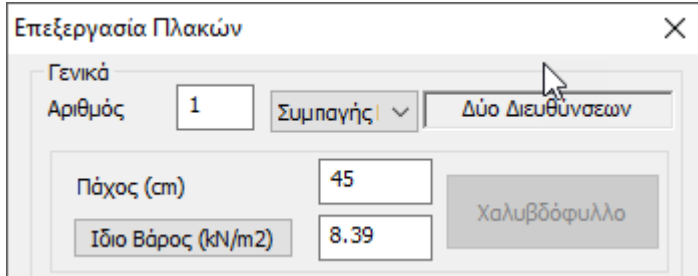 Επεξεργασία Πλακών
Γενικά
Αριθμός 1 Συμπαγής Δύο Διευθύνσεων
Πάχος (cm) 45
Χαλυβδόφυλλο
Ιδιο Βάρος (kN/m2) 8.39